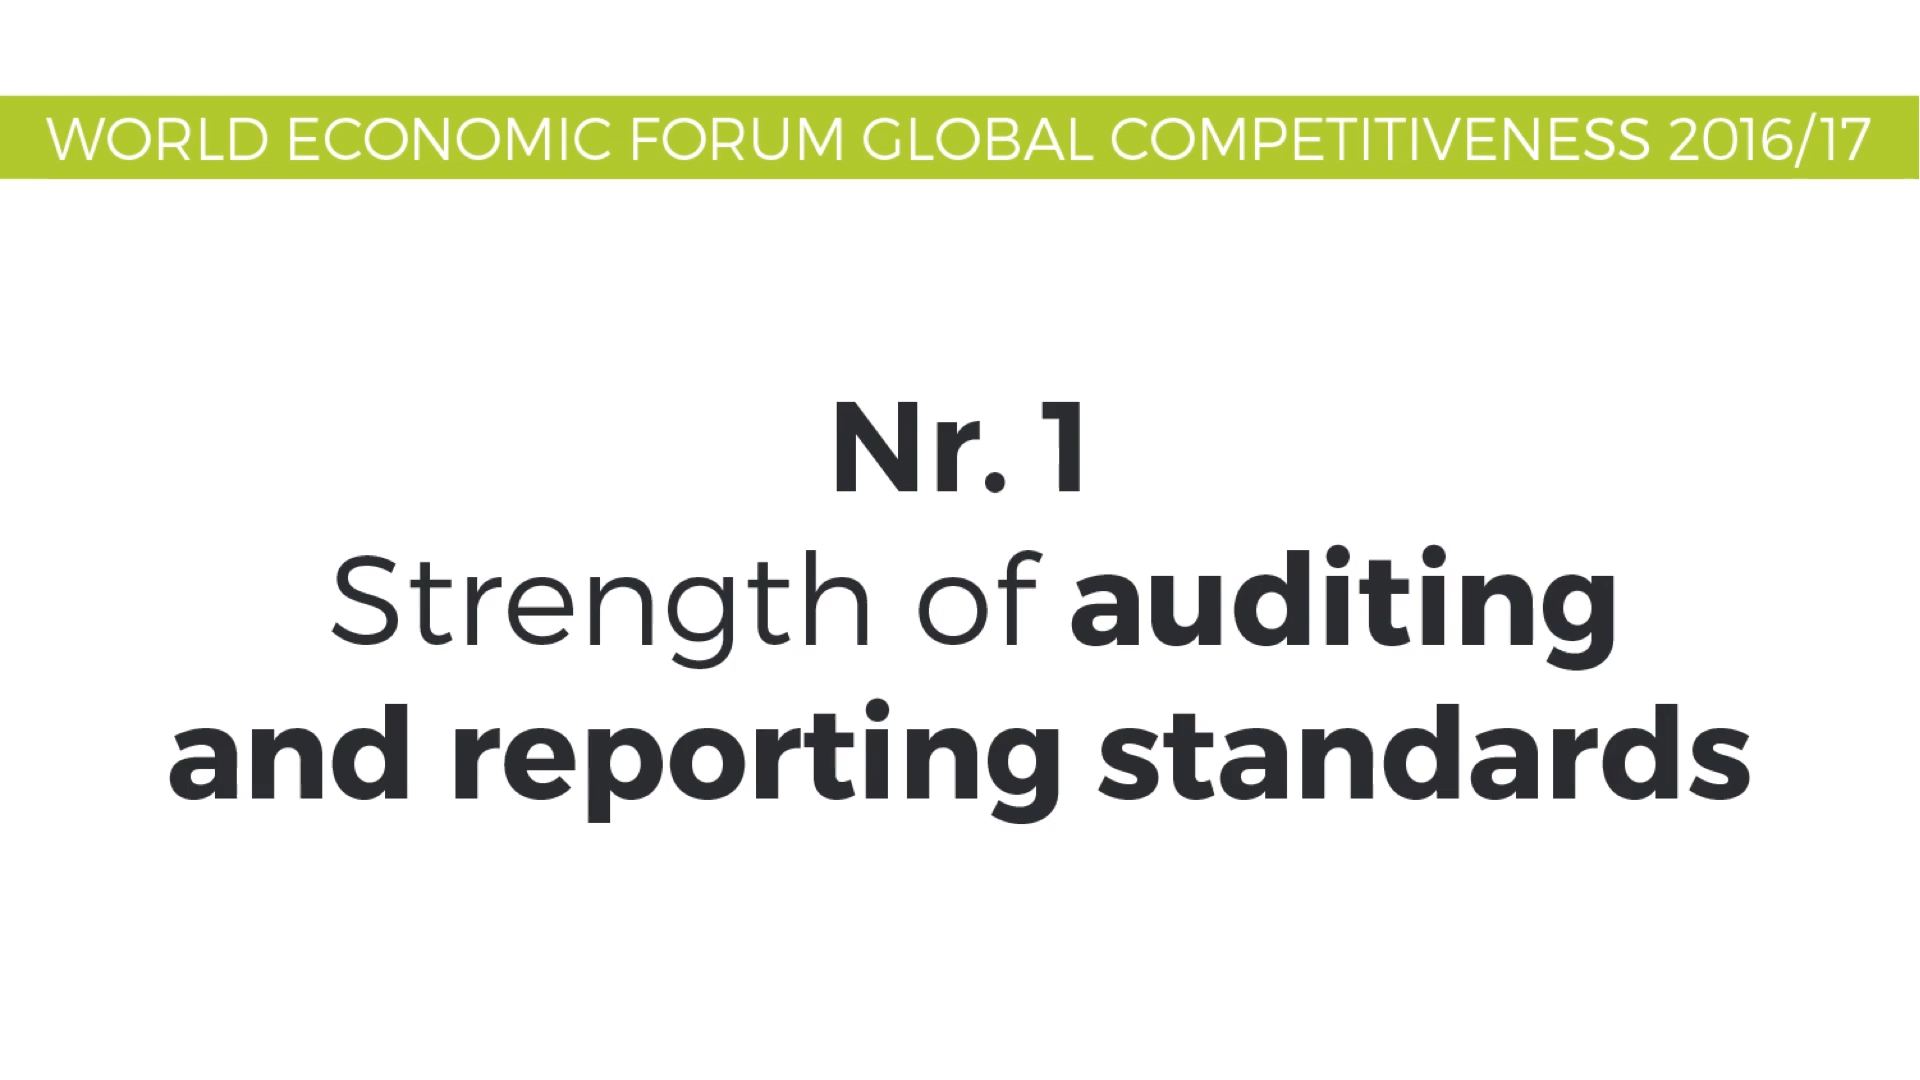 WORLD ECONOMIC FORUM GLOBAL COMPETITIVENESS 2016/17
Nr. 1
Strength of auditing
and reporting standards